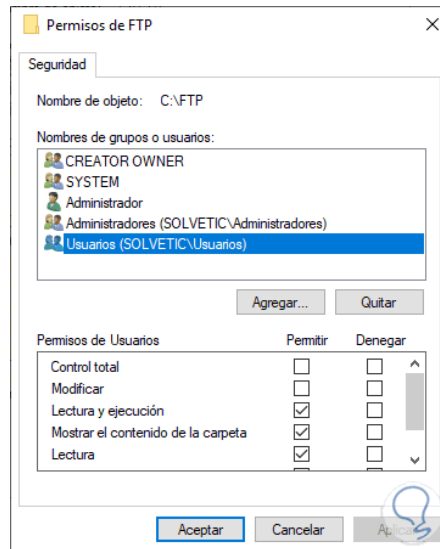 Permisos de FTP
Seguridad
Nombre de objeto: C:\FTP
Nombres de grupos o usuarios:
CREATOR OWNER
SYSTEM
Administrador
Administradores (SOLVETIC\Administradores)
Usuarios (SOLVETIC\Usuarios)
Agregar... Quitar
Permisos de Usuarios Permitir Denegar
Control total
Modificar
Lectura y ejecución
Mostrar el contenido de la carpeta
Lectura
Aceptar Cancelar